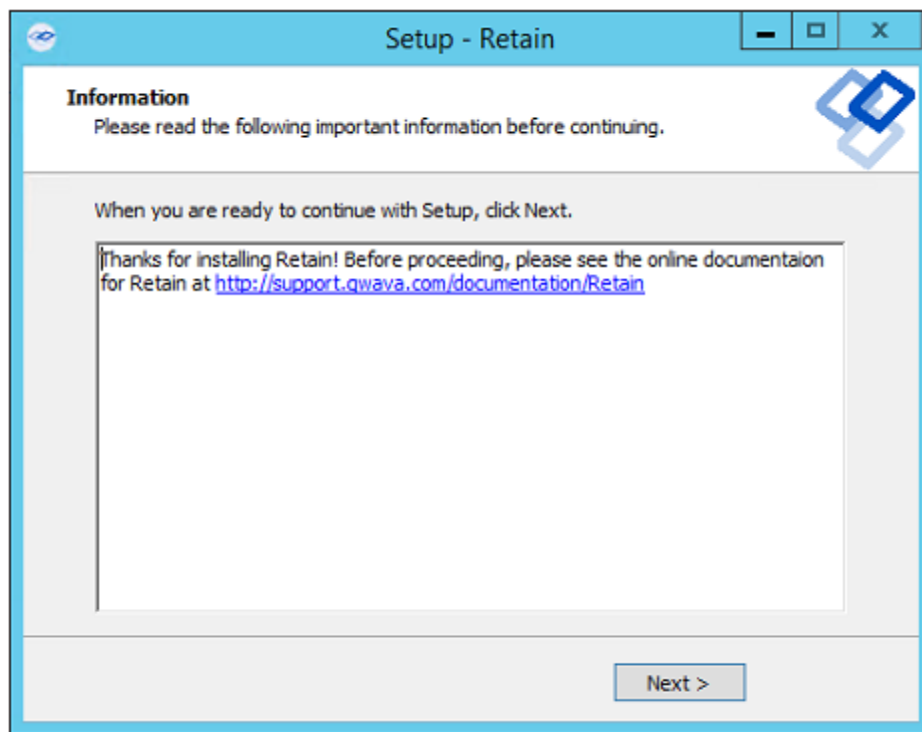 Setup - Retain
Information
Please read the following important information before continuing.
When you are ready to continue with Setup, click Next.
Thanks for installing Retain! Before proceeding, please see the online documentaion
for Retain at http://support.gwava.com/documentation/Retain
Next >